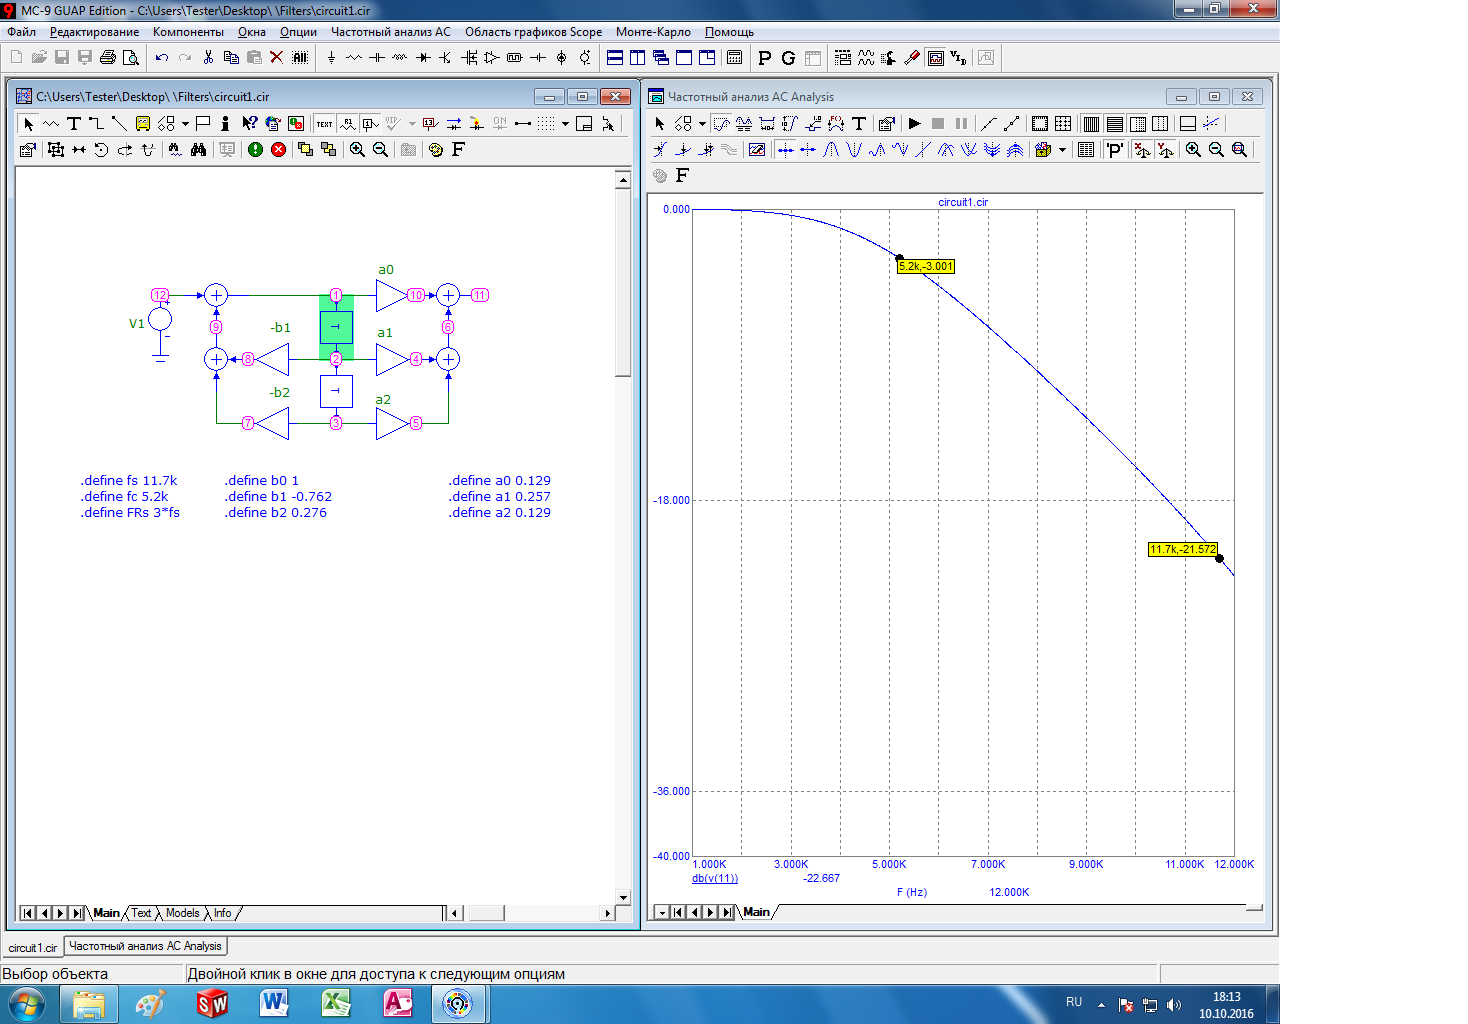 MC-9 GUAP Edition - C:\Users\Tester\Desktop\ \Filters\circuit1.cir
Файл Редактирование Компоненты Окна Опции Частотный анализ AC Область графиков Scope Монте-Карло Помощь
C:\Users\Tester\Desktop\ \Filters\circuit1.cir
Частотный анализ AC Analysis
circuit1.cir
0.000
-18.000
-36.000
-40.000
5.2k,-3.001
11.7k,-21.572
1.000K 3.000K 5.000K 7.000K 9.000K 11.000K 12.000K
db(v(11)) -22.667
F (Hz) 12.000K
a0
12 1 10 11
V1 9 -b1 T a1 6
8 2 4
-b2 T a2
7 3 5
.define fs 11.7k .define b0 1 .define a0 0.129
.define fc 5.2k .define b1 -0.762 .define a1 0.257
.define FRs 3*fs .define b2 0.276 .define a2 0.129
Main Text Models Info
Main
circuit1.cir Частотный анализ AC Analysis
Выбор объекта Двойной клик в окне для доступа к следующим опциям
RU 18:13
10.10.2016